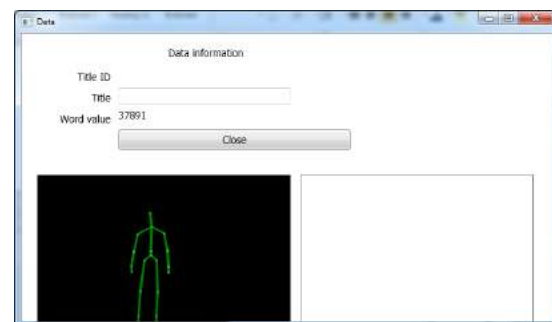 Data
Data information
Title ID
Title
Word value 37891
Close